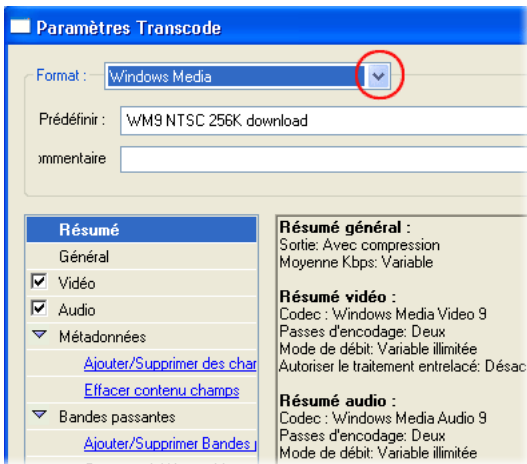 Paramètres Transcode
Format : Windows Media
Prédéfinir : WM9 NTSC 256K download
ommentaire
Résumé
Général
Vidéo
Audio
Métadonnées
Ajouter/Supprimer des char
Effacer contenu champs
Bandes passantes
Ajouter/Supprimer Bandes
Résumé général :
Sortie: Avec compression
Moyenne Kbps: Variable
Résumé vidéo :
Codec : Windows Media Video 9
Passes d'encodage: Deux
Mode de débit: Variable illimitée
Autoriser le traitement entrelacé: Désac
Résumé audio :
Codec : Windows Media Audio 9
Passes d'encodage: Deux
Mode de débit: Variable illimitée